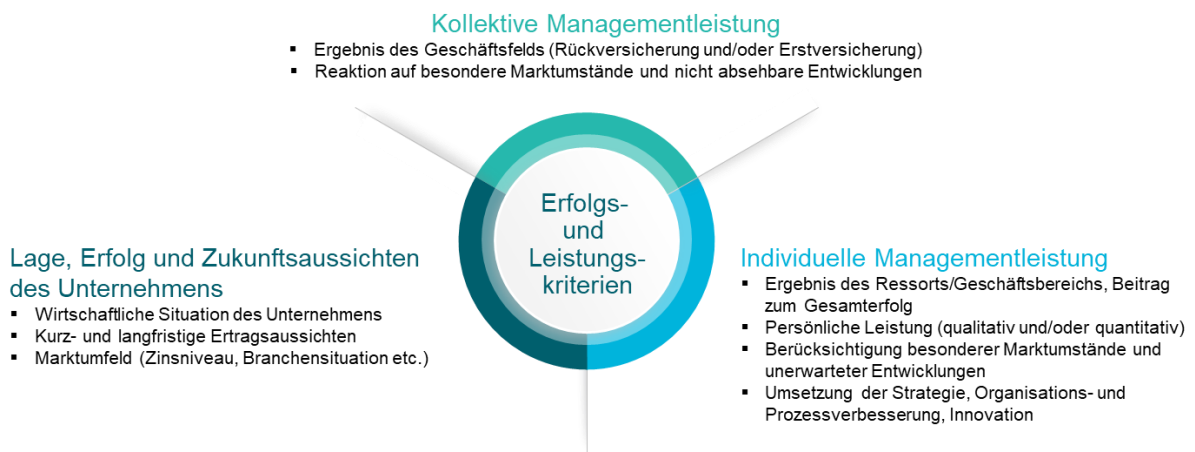 Kollektive Managementleistung
▪ Ergebnis des Geschäftsfelds (Rückversicherung und/oder Erstversicherung)
▪ Reaktion auf besondere Marktumstände und nicht absehbare Entwicklungen
Erfolgs-
und
Leistungs-
kriterien
Lage, Erfolg und Zukunftsaussichten
des Unternehmens
▪ Wirtschaftliche Situation des Unternehmens
▪ Kurz- und langfristige Ertragsaussichten
▪ Marktumfeld (Zinsniveau, Branchensituation etc.)
Individuelle Managementleistung
▪ Ergebnis des Ressorts/Geschäftsbereichs, Beitrag
zum Gesamterfolg
▪ Persönliche Leistung (qualitativ und/oder quantitativ)
▪ Berücksichtigung besonderer Marktumstände und
unerwarteter Entwicklungen
▪ Umsetzung der Strategie, Organisations- und
Prozessverbesserung, Innovation